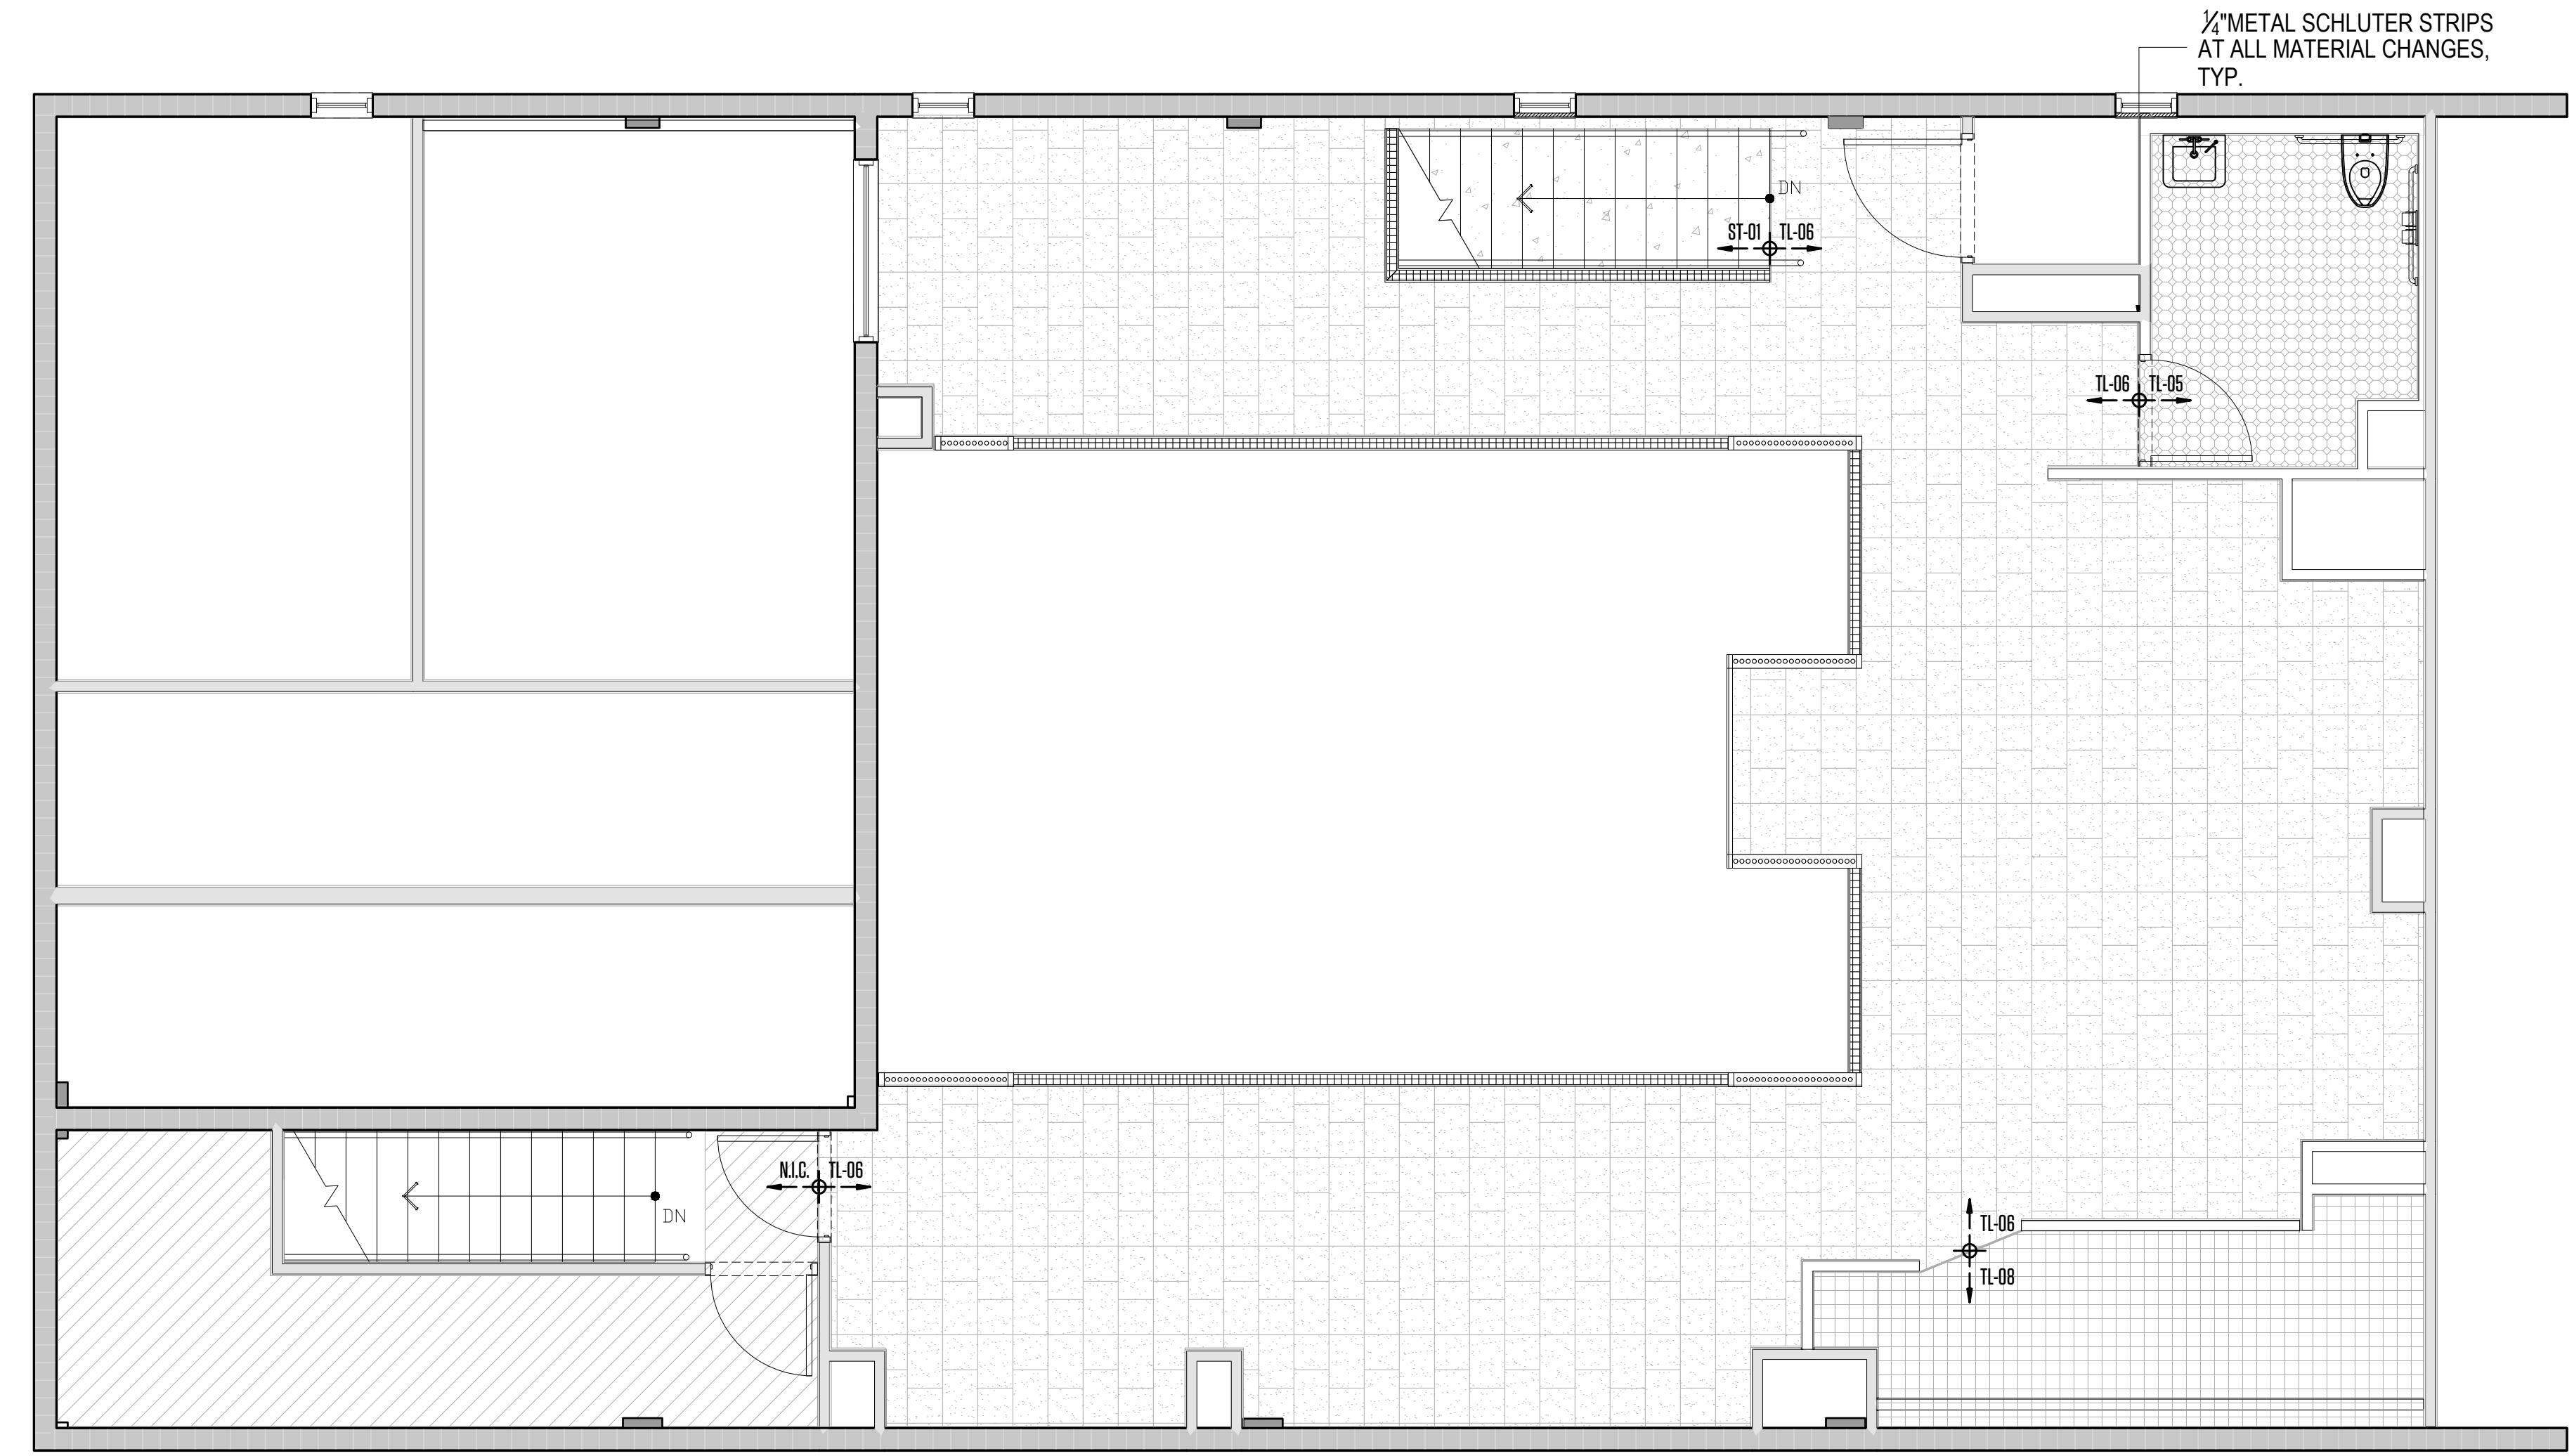 ¼"METAL SCHLUTER STRIPS
AT ALL MATERIAL CHANGES,
TYP.
DN
ST-01 TL-06
TL-06 TL-05
N.I.C. TL-06
DN
TL-06
TL-08